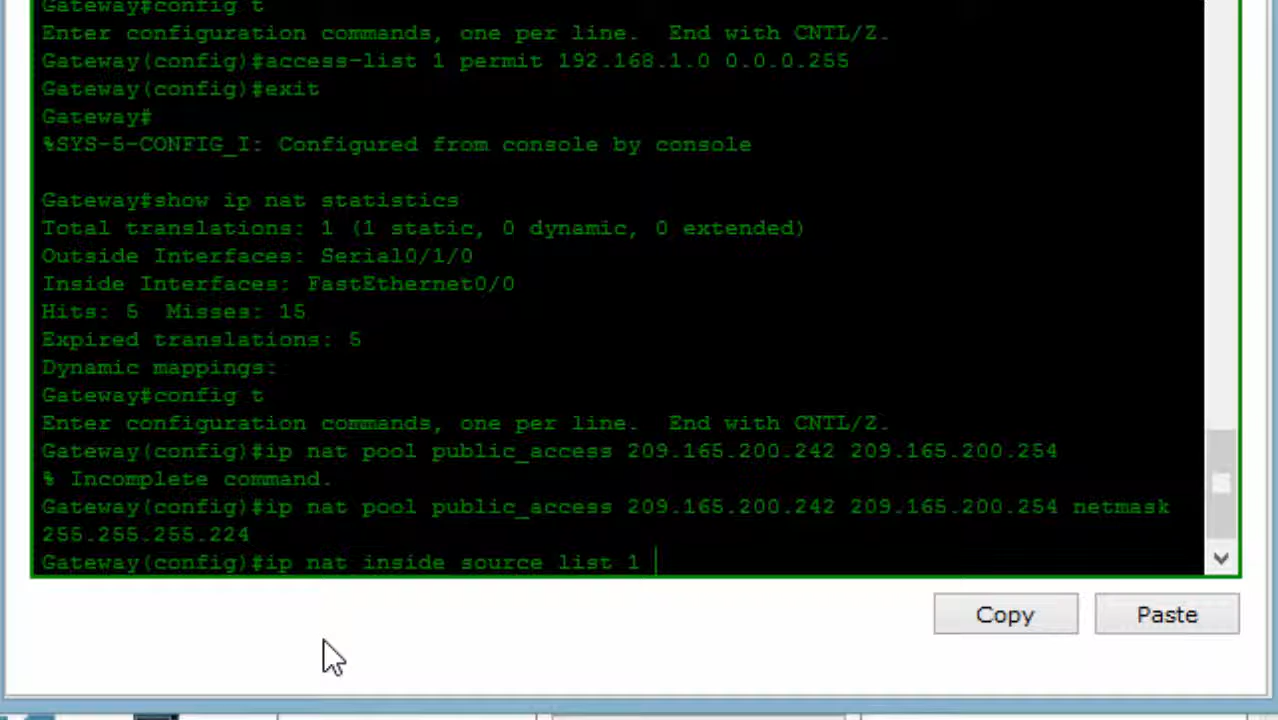 Gateway(config t
Enter configuration commands, one per line.  End with CNTL/Z.
Gateway(config)#access-list 1 permit 192.168.1.0 0.0.0.255
Gateway(config)#exit
Gateway#
%SYS-5-CONFIG_I: Configured from console by console
Gateway#show ip nat statistics
Total translations: 1 (1 static, 0 dynamic, 0 extended)
Outside Interfaces: Serial0/1/0
Inside Interfaces: FastEthernet0/0
Hits: 6  Misses: 15
Expired translations: 5
Dynamic mappings:
Gateway#config t
Enter configuration commands, one per line.  End with CNTL/Z.
Gateway(config)#ip nat pool public_access 209.165.200.242 209.165.200.254
% Incomplete command.
Gateway(config)#ip nat pool public_access 209.165.200.242 209.165.200.254 netmask
255.255.255.224
Gateway(config)#ip nat inside source list 1
Copy
Paste